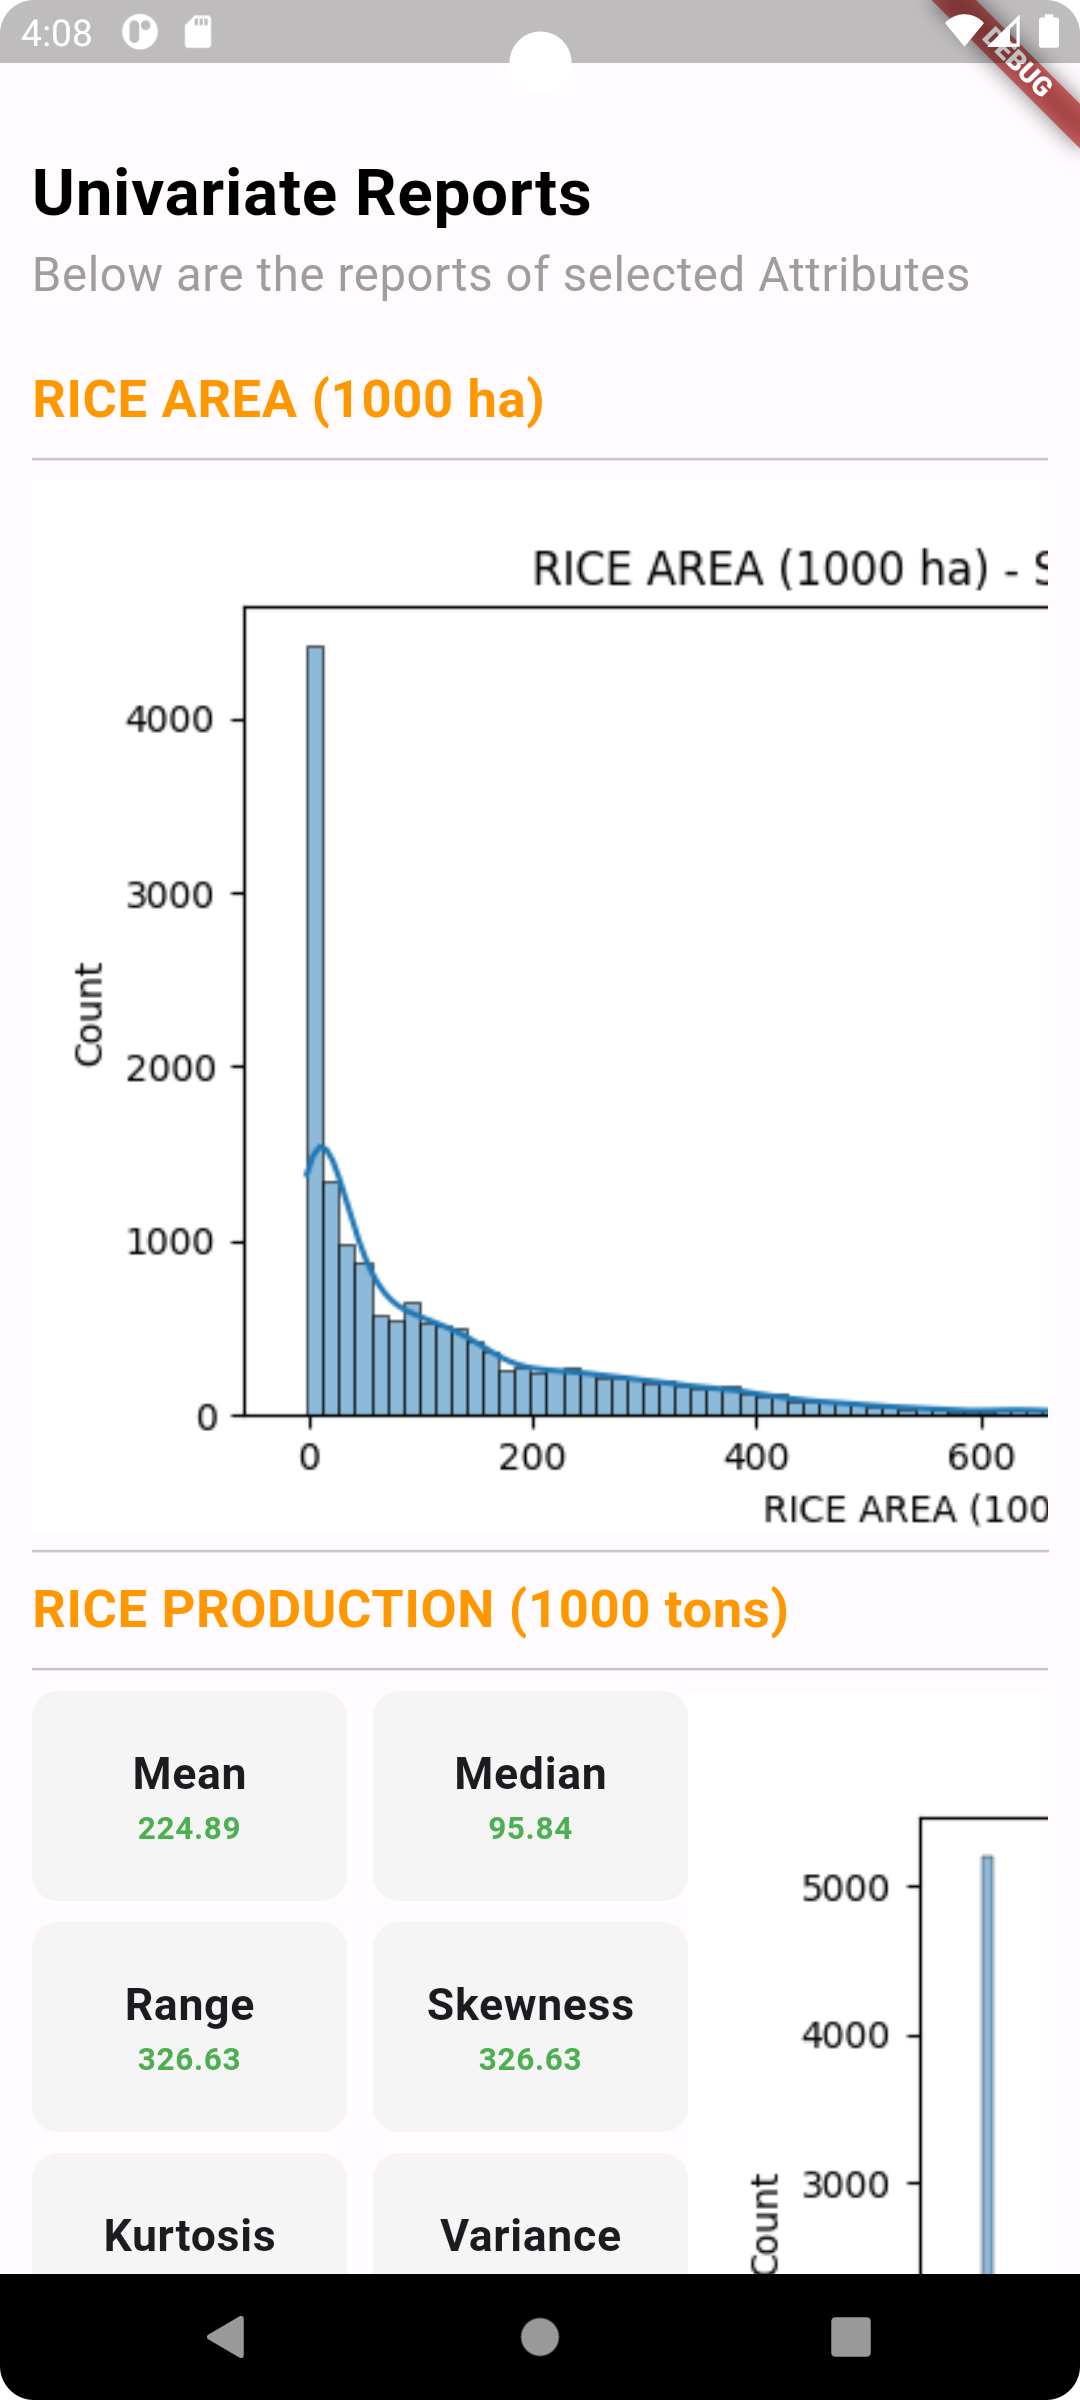 4:08
DEBUG
Univariate Reports
Below are the reports of selected Attributes
RICE AREA (1000 ha)
RICE AREA (1000 ha) - S
4000
3000
2000
1000
0
Count
0 200 400 600
RICE AREA (100
RICE PRODUCTION (1000 tons)
Mean Median
224.89 95.84
Range Skewness
326.63 326.63
Kurtosis Variance
5000
4000
3000
Count